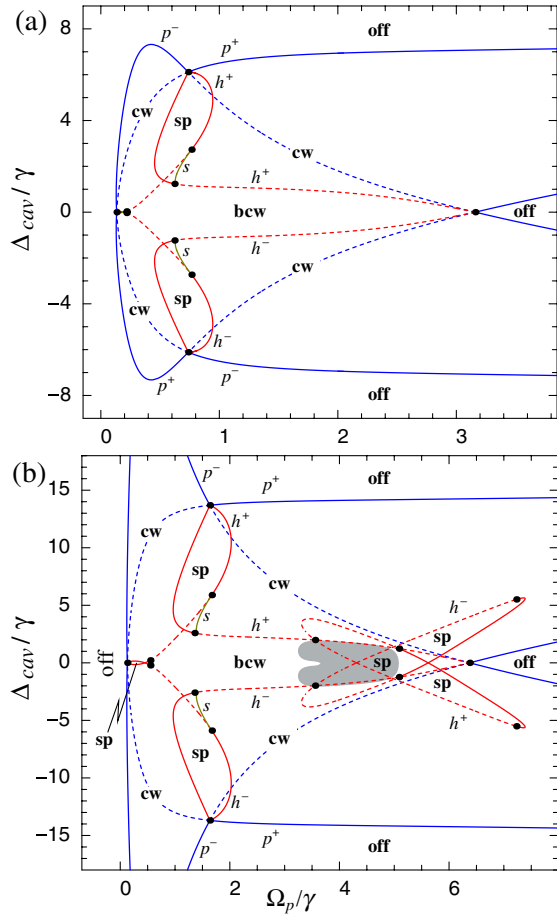 (a)
8
4
0
−4
−8
Δcav/γ
p−
p+
off
h+
cw
sp
cw
s
h+
bcw
off
h−
s
cw
cw
sp
h−
p+
p−
off
0
1
2
3
(b)
15
10
5
0
−5
−10
−15
Δcav/γ
p−
off
p+
cw
h+
sp
cw
s
h+
h−
sp
off
bcw
sp
off
sp
h−
sp
h+
s
cw
cw
sp
h−
p−
p+
off
0
2
4
6
Ωp/γ